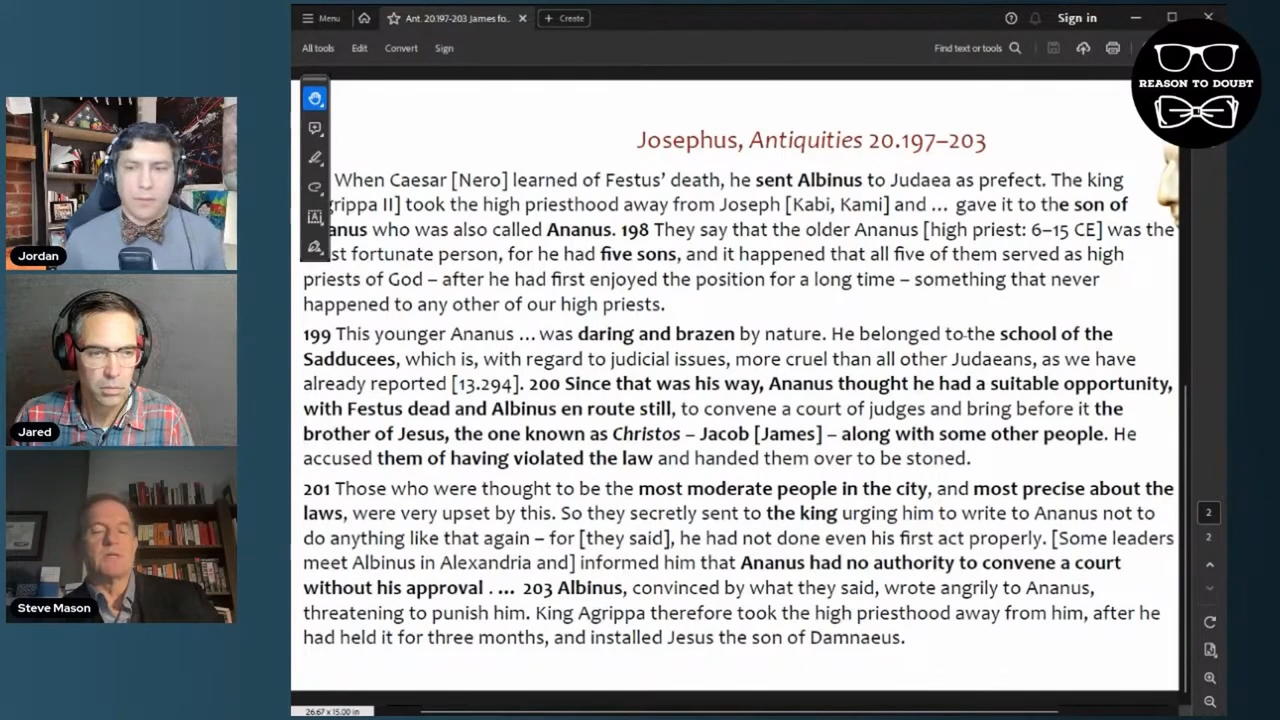 Menu
Ant. 20.197-203 James fo..
Create
Sign in
All tools
Edit
Convert
Sign
Find text or tools
REASON TO DOUBT
Josephus, Antiquities 20.197–203
When Caesar [Nero] learned of Festus’ death, he sent Albinus to Judaea as prefect. The king
grippa II] took the high priesthood away from Joseph [Kabi, Kami] and … gave it to the son of
anus who was also called Ananus. 198 They say that the older Ananus [high priest: 6–15 CE] was the
st fortunate person, for he had five sons, and it happened that all five of them served as high
priests of God – after he had first enjoyed the position for a long time – something that never
happened to any other of our high priests.
199 This younger Ananus … was daring and brazen by nature. He belonged to the school of the
Sadducees, which is, with regard to judicial issues, more cruel than all other Judaeans, as we have
already reported [13.294]. 200 Since that was his way, Ananus thought he had a suitable opportunity,
with Festus dead and Albinus en route still, to convene a court of judges and bring before it the
brother of Jesus, the one known as Christos – Jacob [James] – along with some other people. He
accused them of having violated the law and handed them over to be stoned.
201 Those who were thought to be the most moderate people in the city, and most precise about the
laws, were very upset by this. So they secretly sent to the king urging him to write to Ananus not to
do anything like that again – for [they said], he had not done even his first act properly. [Some leaders
meet Albinus in Alexandria and] informed him that Ananus had no authority to convene a court
without his approval . … 203 Albinus, convinced by what they said, wrote angrily to Ananus,
threatening to punish him. King Agrippa therefore took the high priesthood away from him, after he
had held it for three months, and installed Jesus the son of Damnaeus.
2
2
26.67 x 15.00 in
Jordan
Jared
Steve Mason